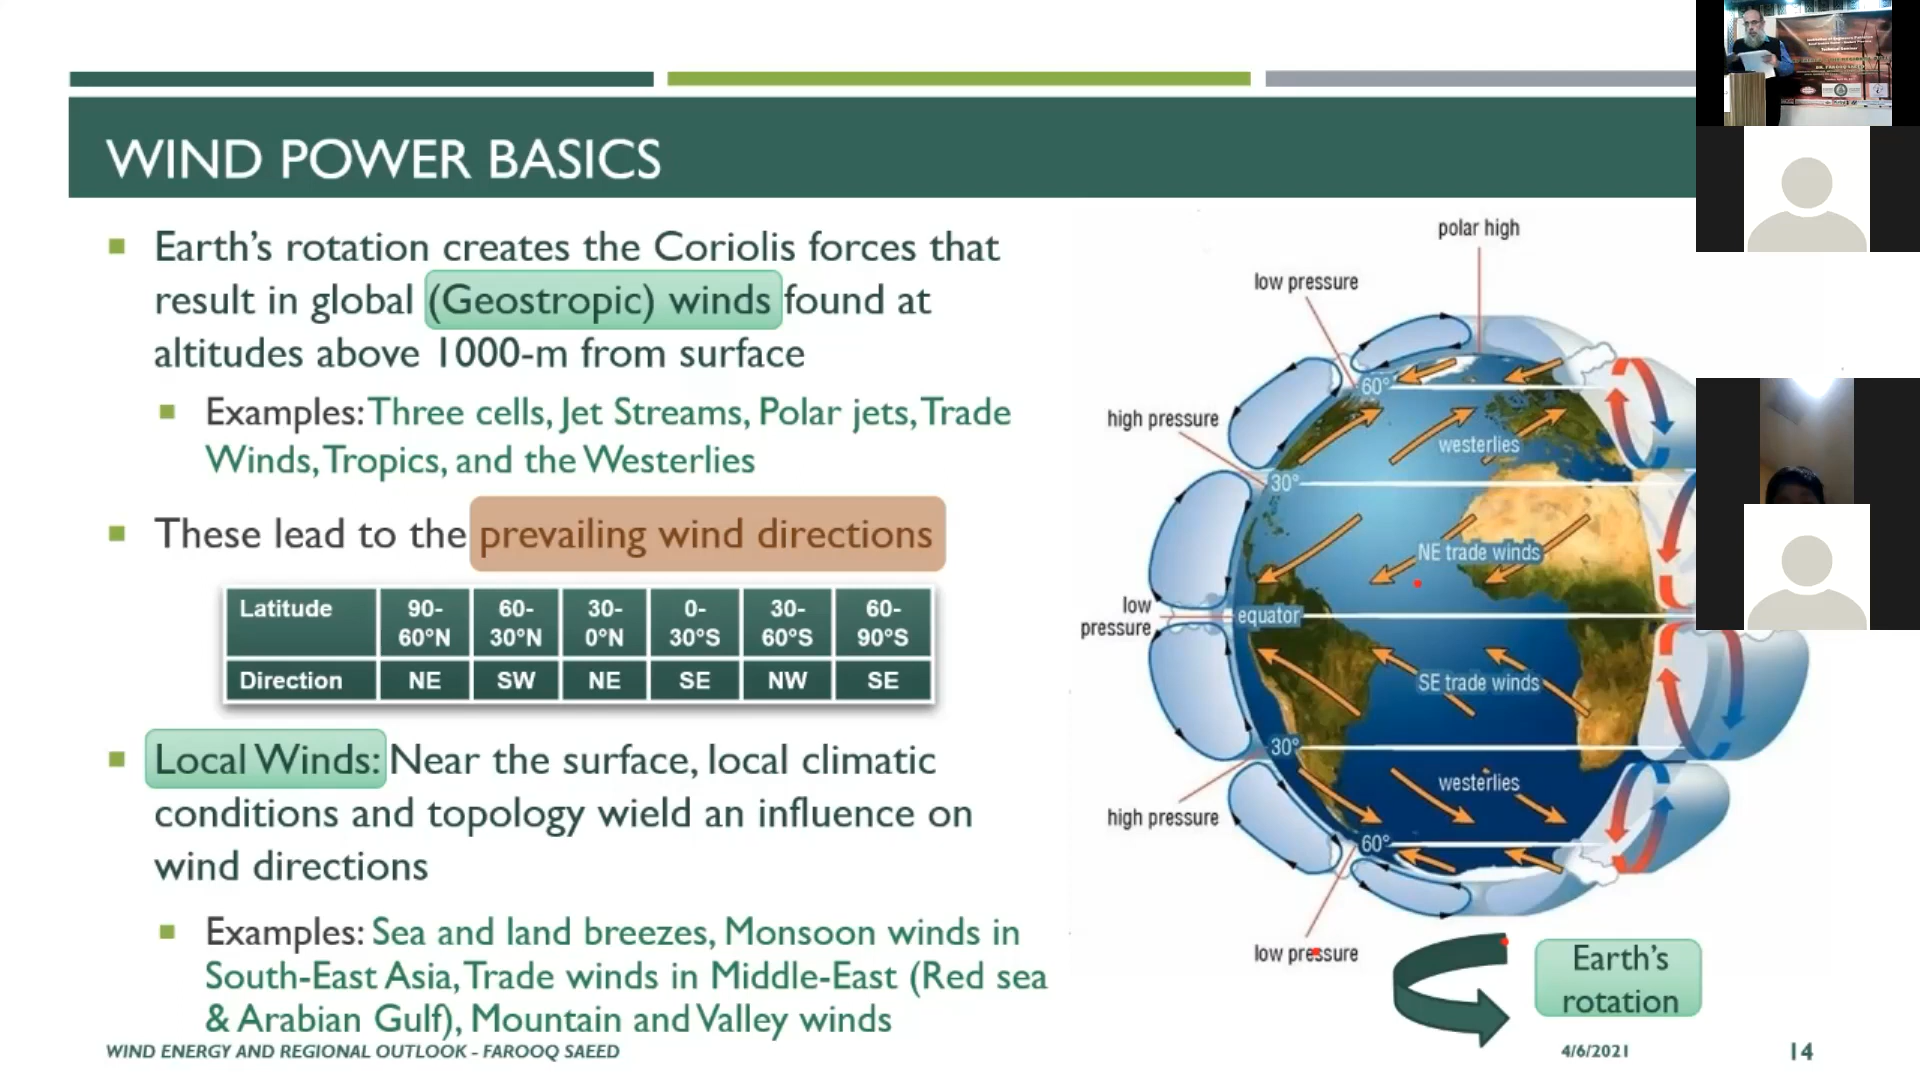 WIND POWER BASICS
Earth's rotation creates the Coriolis forces that
result in global (Geostropic) winds found at
altitudes above 1000-m from surface
Examples: Three cells, Jet Streams, Polar jets, Trade
Winds, Tropics, and the Westerlies
These lead to the prevailing wind directions
Latitude 90- 60- 30- 0- 30- 60-
60°N 30°N 0°N 30°S 60°S 90°S
Direction NE SW NE SE NW SE
Local Winds: Near the surface, local climatic
conditions and topology wield an influence on
wind directions
Examples: Sea and land breezes, Monsoon winds in
South-East Asia, Trade winds in Middle-East (Red sea
& Arabian Gulf), Mountain and Valley winds
polar high
low pressure
60°
high pressure
westerlies
30°
NE trade winds
low
pressure
equator
SE trade winds
30°
westerlies
high pressure
60°
low pressure
Earth's
rotation
WIND ENERGY AND REGIONAL OUTLOOK - FAROOQ SAEED
4/6/2021
14